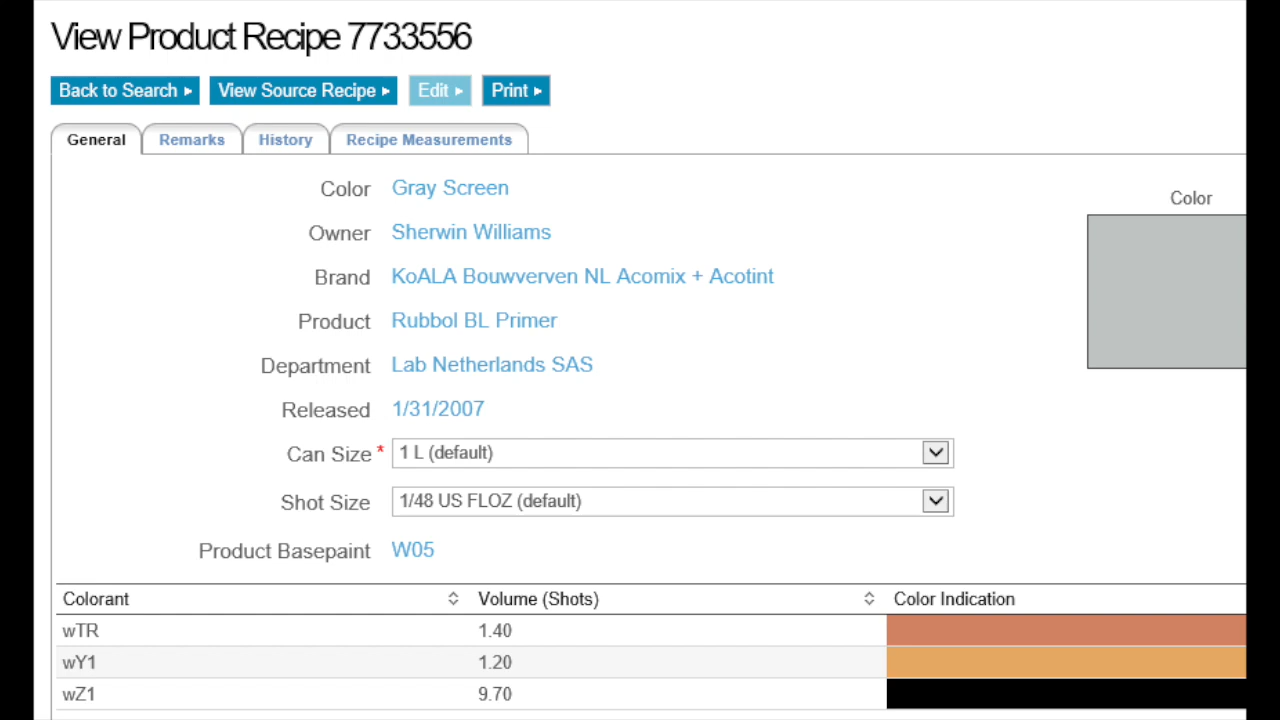 View Product Recipe 7733556
Back to Search View Source Recipe Edit Print
General Remarks History Recipe Measurements
Color Gray Screen
Color
Owner Sherwin Williams
Brand KoALA Bouwverven NL Acomix + Acotint
Product Rubbol BL Primer
Department Lab Netherlands SAS
Released 1/31/2007
Can Size * 1 L (default)
Shot Size 1/48 US FLOZ (default)
Product Basepaint W05
Colorant Volume (Shots) Color Indication
wTR 1.40
wY1 1.20
wZ1 9.70